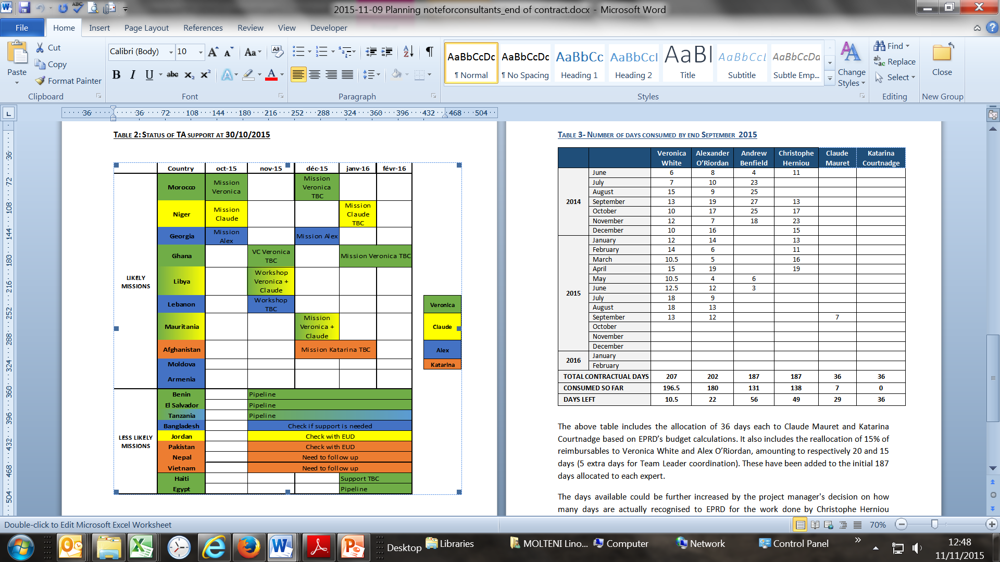 2015-11-09 Planning noteforconsultants_end of contract.docx - Microsoft Word
File Home Insert Page Layout References Review View Developer
Paste
Cut
Copy
Format Painter
Clipboard
Calibri (Body) 10
Font
Paragraph
AaBbCcDc AaBbCcDc AaBbCc AaBbCcI AaBI AaBbCcL AaBbCcDa
¶ Normal ¶ No Spacing Heading 1 Heading 2 Title Subtitle Subtle Emp...
Styles
Change Styles
Find
Replace
Select
Editing
Close
New Group
36 36 72 108 144 180 216 252 288 324 360 396 432 468 504
36 72 108 144 180 216 252 288 324 360 396 432 468 504
TABLE 2: STATUS OF TA SUPPORT AT 30/10/2015
Country oct-15 nov-15 déc-15 janv-16 févr-16
LIKELY MISSIONS
Morocco Mission Veronica Mission Veronica TBC
Niger Mission Claude Mission Claude TBC
Georgia Mission Alex Mission Alex
Ghana VC Veronica TBC Mission Veronica TBC
Libya Workshop Veronica + Claude
Lebanon Workshop TBC
Mauritania Mission Veronica + Claude
Afghanistan Mission Katarina TBC
Moldova
Armenia
LESS LIKELY MISSIONS
Benin Pipeline
El Salvador Pipeline
Tanzania Pipeline
Bangladesh Check if support is needed
Jordan Check with EUD
Pakistan Check with EUD
Nepal Need to follow up
Vietnam Need to follow up
Haiti Support TBC
Egypt Pipeline
Veronica
Claude
Alex
Katarina
TABLE 3- NUMBER OF DAYS CONSUMED BY END SEPTEMBER 2015
Veronica White Alexander O'Riordan Andrew Benfield Christophe Herniou Claude Mauret Katarina Courtnadge
2014
June 6 8 4 11
July 7 10 23
August 15 9 25
September 13 19 27 13
October 10 17 25 17
November 12 7 18 23
December 10 16 15
2015
January 12 14 13
February 14 6 11
March 10.5 5 16
April 15 19 19
May 10.5 4 6
June 12.5 12 3
July 18 9
August 18 13
September 13 12 7
October
November
December
2016
January
February
TOTAL CONTRACTUAL DAYS 207 202 187 187 36 36
CONSUMED SO FAR 196.5 180 131 138 7 0
DAYS LEFT 10.5 22 56 49 29 36
The above table includes the allocation of 36 days each to Claude Mauret and Katarina
Courtnadge based on EPRD's budget calculations. It also includes the reallocation of 15% of
reimbursables to Veronica White and Alex O'Riordan, amounting to respectively 20 and 15
days (5 extra days for Team Leader coordination). These have been added to the initial 187
days allocated to each expert.
The days available could be further increased by the project manager's decision on how
many days are actually recognised to EPRD for the work done by Christophe Herniou
Double-click to Edit Microsoft Excel Worksheet
70%
Desktop Libraries MOLTENI Lino... Computer Network Control Panel
12:48
11/11/2015